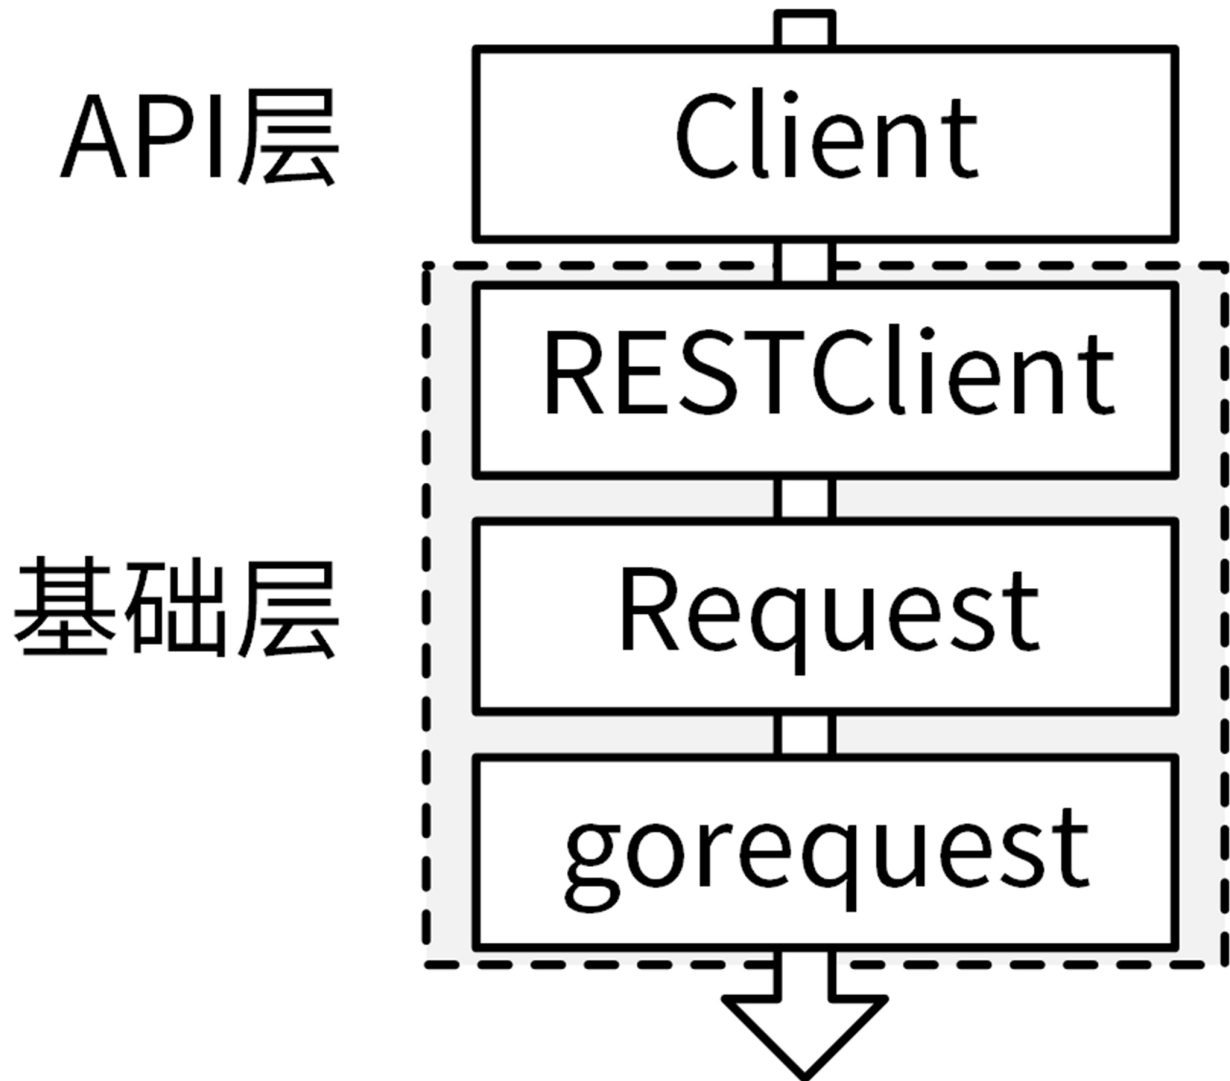 API层
Client
RESTClient
基础层
Request
gorequest